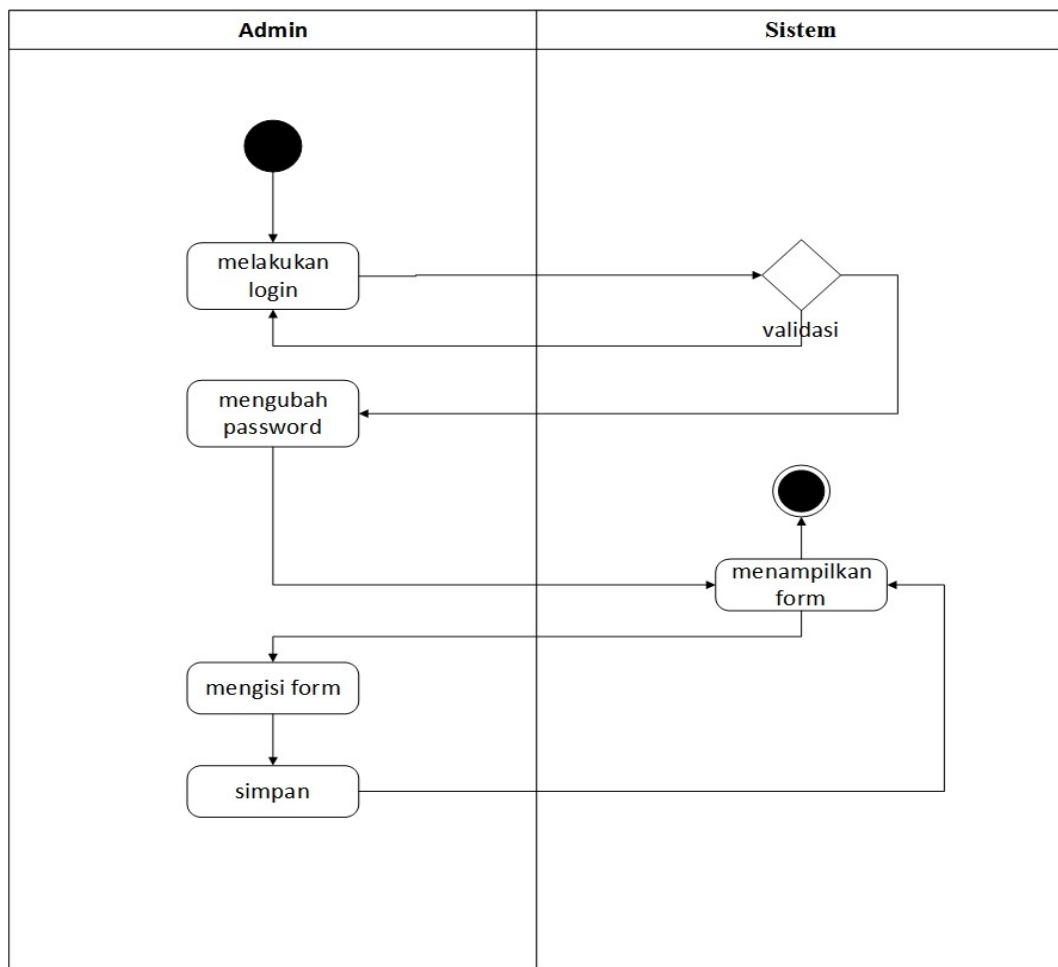 Admin
Sistem
melakukan
login
validasi
mengubah
password
menampilkan
form
mengisi form
simpan